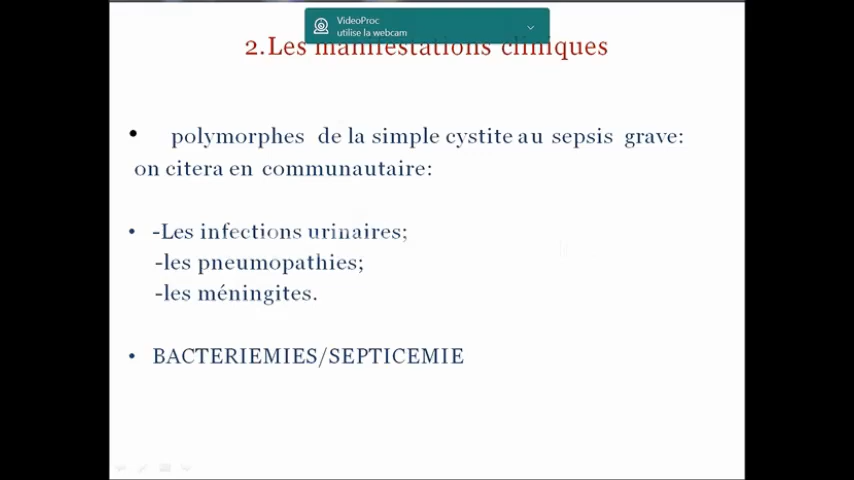 VideoProc
utilise la webcam
2.Les manifestations cliniques
• polymorphes de la simple cystite au sepsis grave:
on citera en communautaire:
• -Les infections urinaires;
-les pneumopathies;
-les méningites.
• BACTERIEMIES/SEPTICEMIE